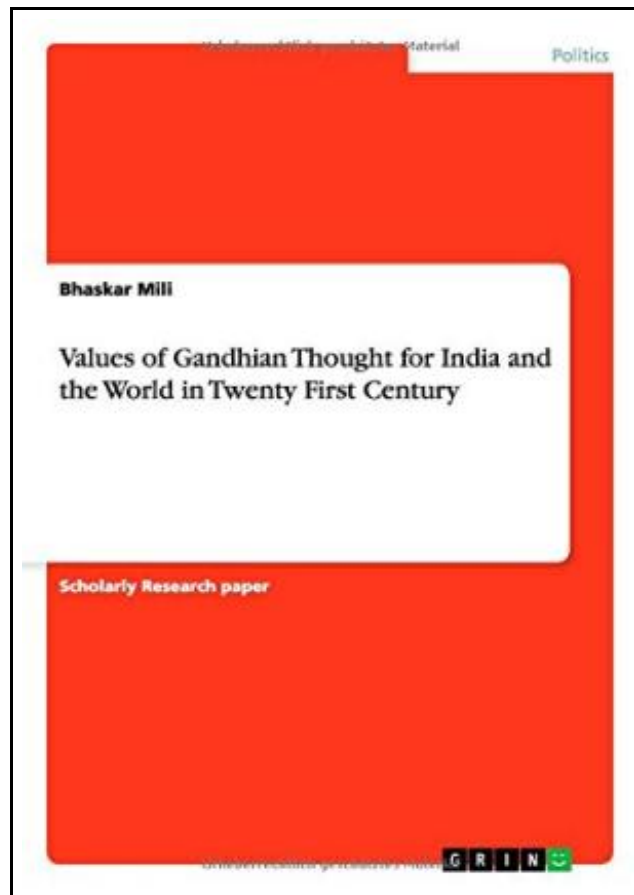 Material
Politics
Bhaskar Mili
Values of Gandhian Thought for India and
the World in Twenty First Century
Scholarly Research paper
GRIN